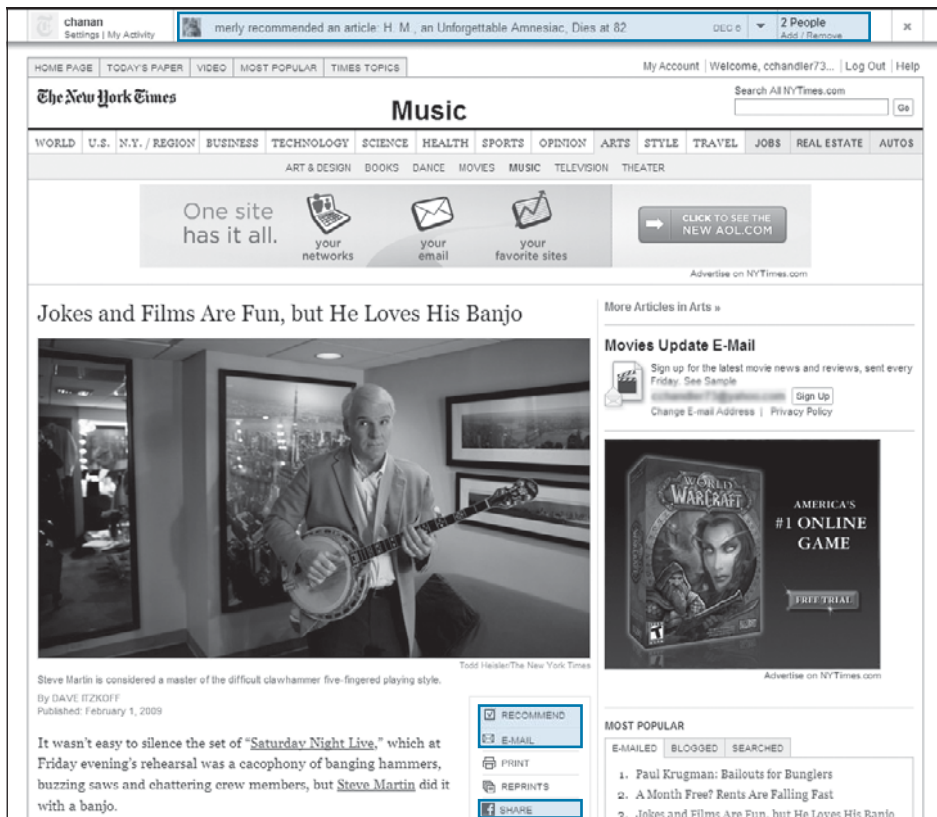 chanan
Settings | My Activity
merly recommended an article: H. M., an Unforgettable Amnesiac, Dies at 82
DEC 6
2 People
Add / Remove
HOME PAGE TODAY'S PAPER VIDEO MOST POPULAR TIMES TOPICS
My Account Welcome, cchandler73... Log Out Help
The New York Times
Music
Search All NYTimes.com
Go
WORLD U.S. N.Y. / REGION BUSINESS TECHNOLOGY SCIENCE HEALTH SPORTS OPINION ARTS STYLE TRAVEL JOBS REAL ESTATE AUTOS
ART & DESIGN BOOKS DANCE MOVIES MUSIC TELEVISION THEATER
One site
has it all.
your
networks
your
email
your
favorite sites
CLICK TO SEE THE
NEW AOL.COM
Advertise on NYTimes.com
Jokes and Films Are Fun, but He Loves His Banjo
Todd Heisler/The New York Times
Steve Martin is considered a master of the difficult clawhammer five-fingered playing style.
By DAVE ITZKOFF
Published: February 1, 2009
It wasn't easy to silence the set of "Saturday Night Live," which at
Friday evening's rehearsal was a cacophony of banging hammers,
buzzing saws and chattering crew members, but Steve Martin did it
with a banjo.
RECOMMEND
E-MAIL
PRINT
REPRINTS
SHARE
More Articles in Arts »
Movies Update E-Mail
Sign up for the latest movie news and reviews, sent every
Friday. See Sample
Sign Up
Change E-mail Address | Privacy Policy
WORLD
WARCRAFT
AMERICA'S
#1 ONLINE
GAME
FREE TRIAL
Advertise on NYTimes.com
MOST POPULAR
E-MAILED BLOGGED SEARCHED
1. Paul Krugman: Bailouts for Bunglers
2. A Month Free? Rents Are Falling Fast
3. Jokes and Films Are Fun, but He Loves His Banjo